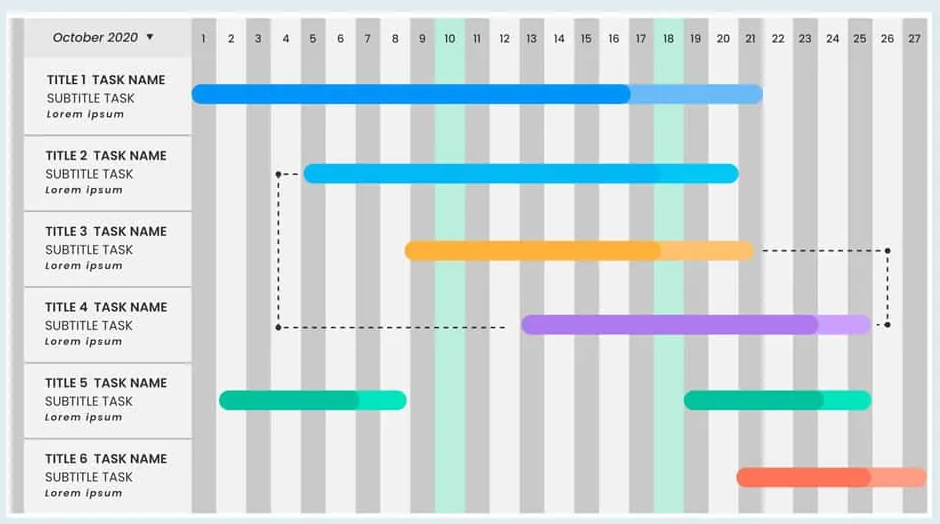 October 2020 ▼ 1 2 3 4 5 6 7 8 9 10 11 12 13 14 15 16 17 18 19 20 21 22 23 24 25 26 27
TITLE 1 TASK NAME
SUBTITLE TASK
Lorem ipsum
TITLE 2 TASK NAME
SUBTITLE TASK
Lorem ipsum
TITLE 3 TASK NAME
SUBTITLE TASK
Lorem ipsum
TITLE 4 TASK NAME
SUBTITLE TASK
Lorem ipsum
TITLE 5 TASK NAME
SUBTITLE TASK
Lorem ipsum
TITLE 6 TASK NAME
SUBTITLE TASK
Lorem ipsum